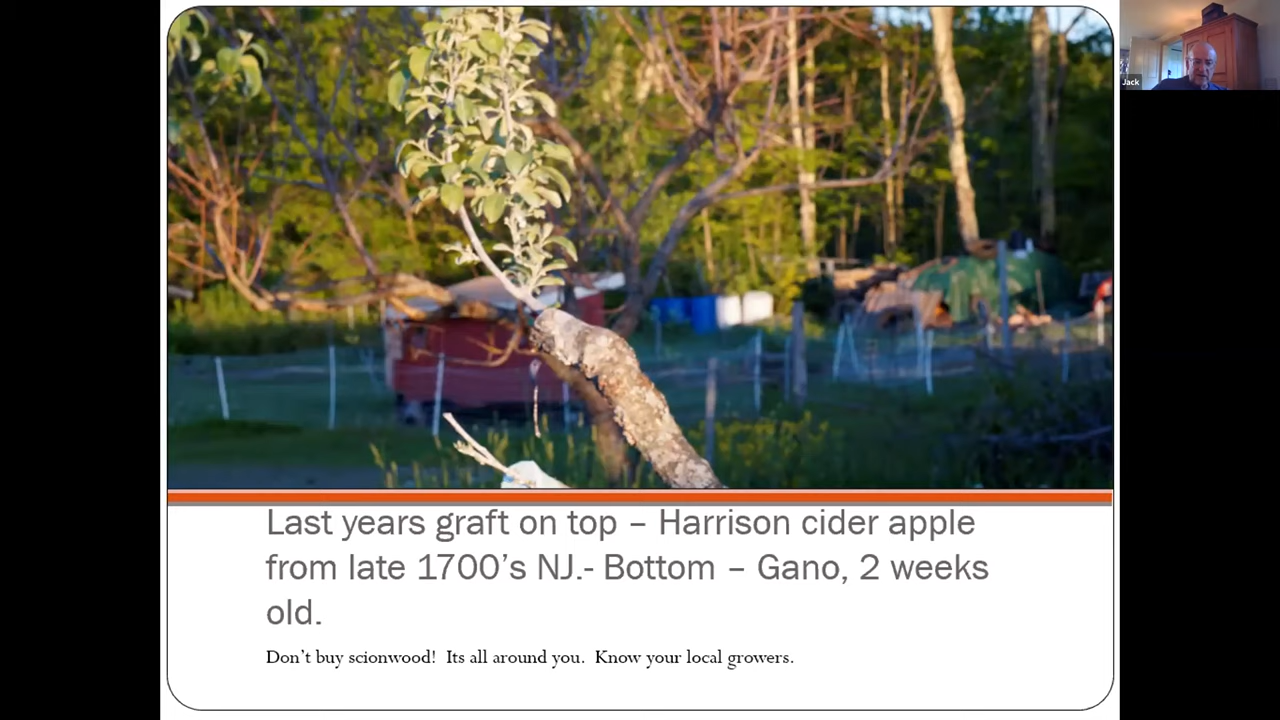 Jack
Last years graft on top – Harrison cider apple
from late 1700’s NJ.- Bottom – Gano, 2 weeks
old.
Don’t buy scionwood!  Its all around you.  Know your local growers.